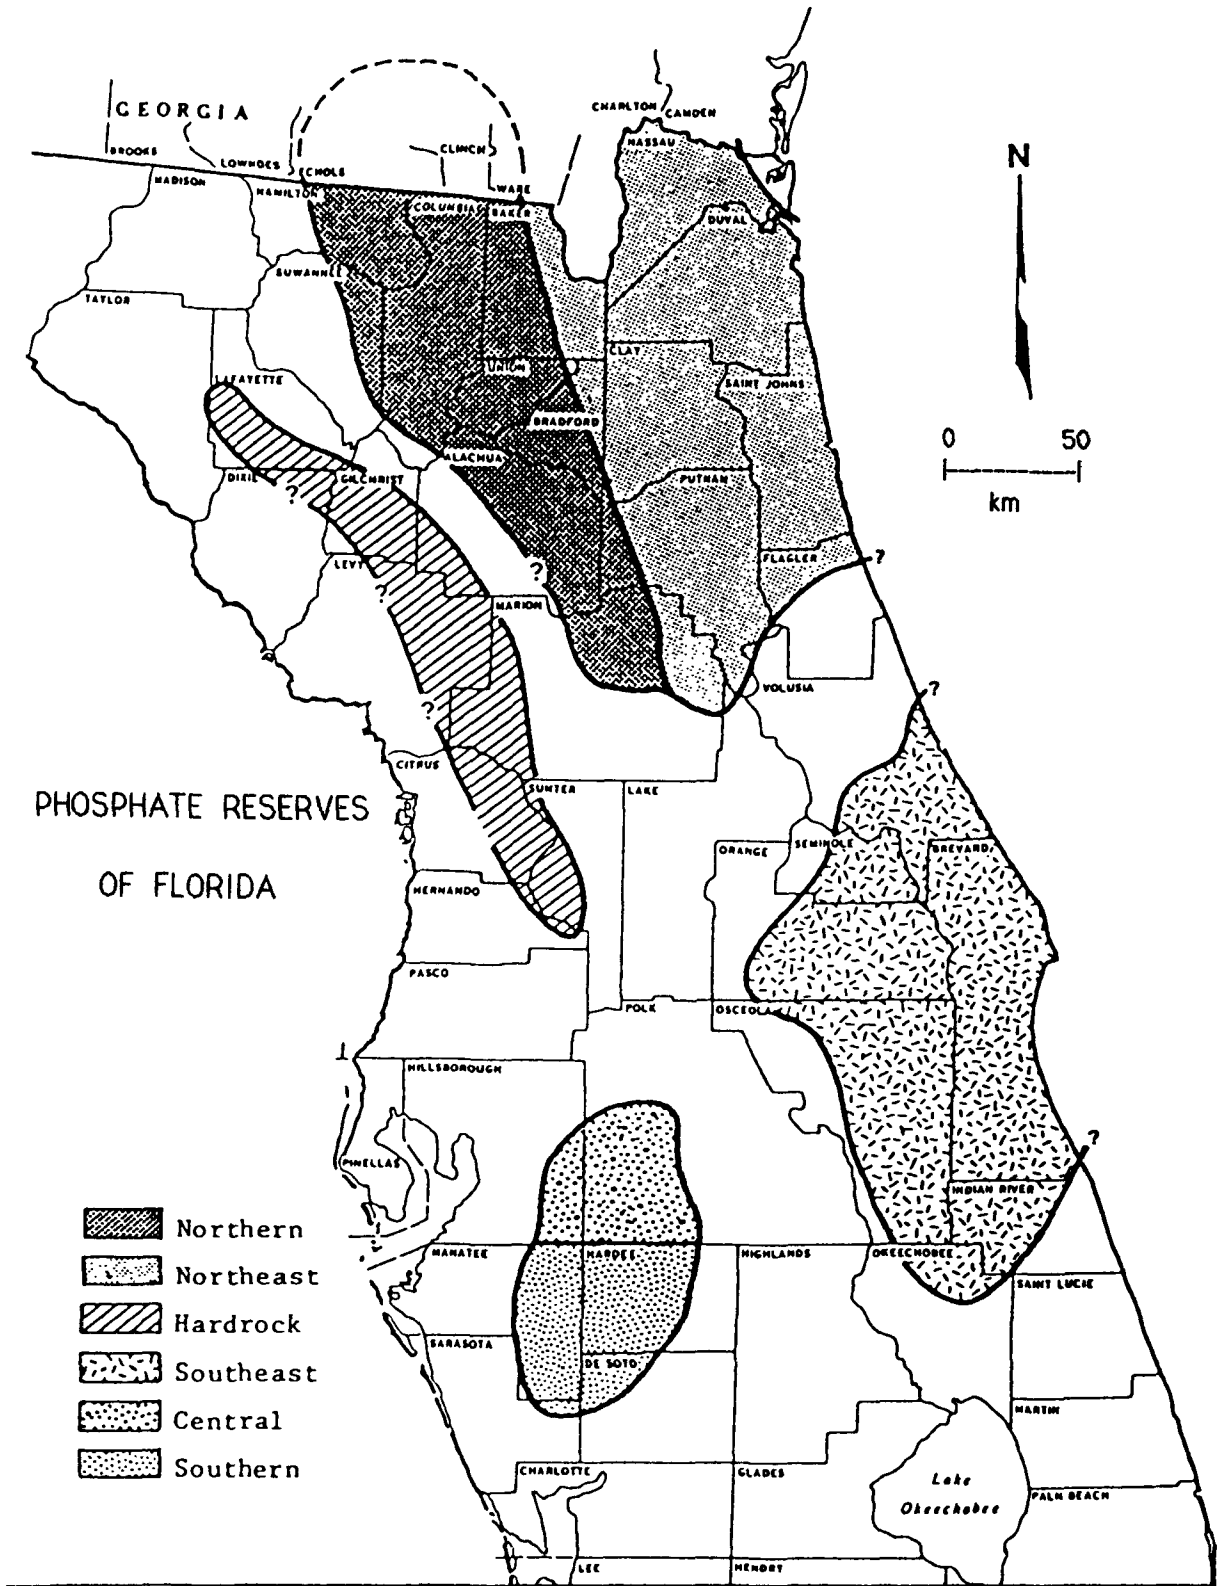 CHARLTON
CAMDEN
GEORGIA
NASSAU
BROOKS
LOWNDES
CLINCH
ECHOLS
N
MADISON
HAMILTON
WARE
COLUMBIA
BAKER
DUVAL
SUWANNEE
TAYLOR
CLAY
UNION
LAFAYETTE
SAINT JOHNS
BRADFORD
0 50
km
ALACHUA
DIXIE
GILCHRIST
PUTNAM
?
LEVY
?
FLAGLER
?
?
MARION
VOLUSIA
?
?
CITRUS
SUMTER
LAKE
PHOSPHATE RESERVES
OF FLORIDA
ORANGE
SEMINOLE
BREVARD
HERNANDO
PASCO
POLK
OSCEOLA
HILLSBOROUGH
?
PINELLAS
INDIAN RIVER
Northern
MANATEE
HARDEE
HIGHLANDS
OKEECHOBEE
Northeast
SAINT LUCIE
Hardrock
SARASOTA
DE SOTO
Southeast
MARTIN
Central
Southern
CHARLOTTE
GLADES
Lake
Okeechobee
PALM BEACH
LEE
HENDRY